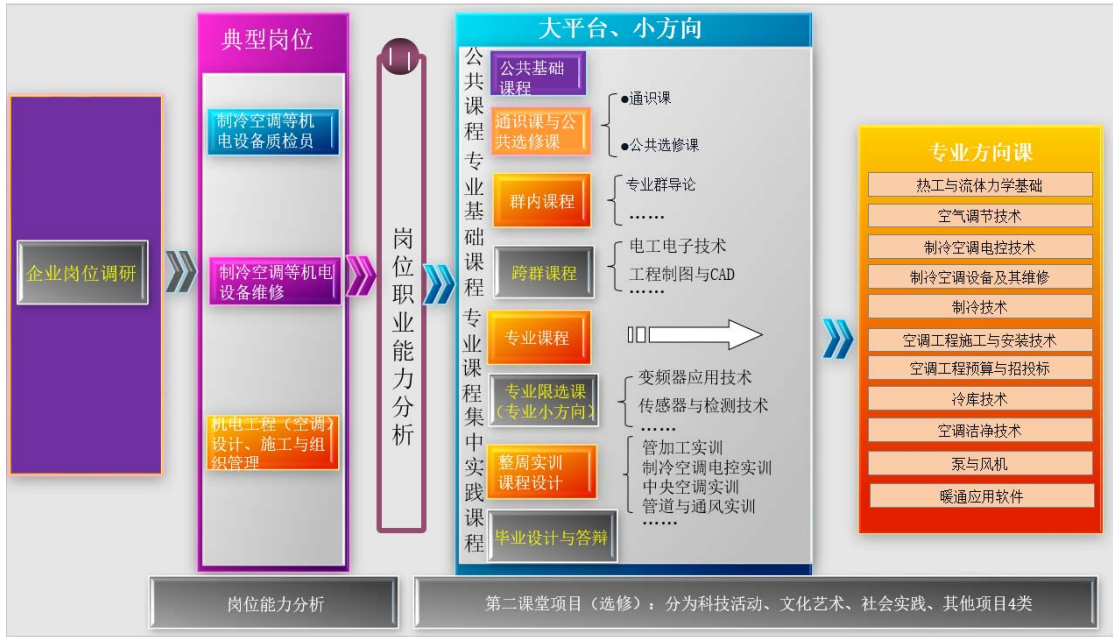 企业岗位调研
典型岗位
制冷空调等机
电设备质检员
制冷空调等机电
设备维修
机电工程（空调）
设计、施工与组
织管理
岗位职业能力分析
大平台、小方向
公共课程
专业基础课程
专业课程
集中实践课程
公共基础
课程
通识课与公
共选修课
●通识课
●公共选修课
群内课程
专业群导论
……
跨群课程
电工电子技术
工程制图与CAD
……
专业课程
专业限选课
（专业小方向）
变频器应用技术
传感器与检测技术
……
整周实训
课程设计
管加工实训
制冷空调电控实训
中央空调实训
管道与通风实训
……
毕业设计与答辩
专业方向课
热工与流体力学基础
空气调节技术
制冷空调电控技术
制冷空调设备及其维修
制冷技术
空调工程施工与安装技术
空调工程预算与招投标
冷库技术
空调洁净技术
泵与风机
暖通应用软件
岗位能力分析
第二课堂项目（选修）：分为科技活动、文化艺术、社会实践、其他项目4类